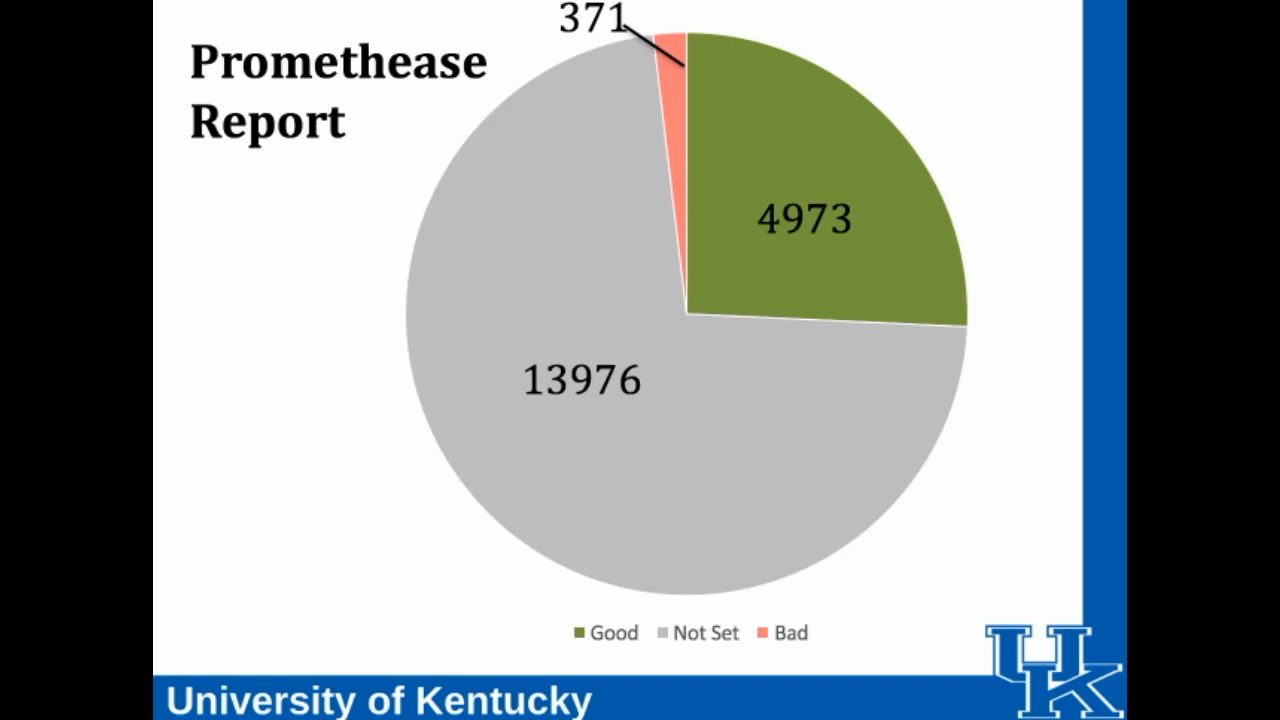 371
Promethease
Report
4973
13976
Good Not Set Bad
UK
University of Kentucky